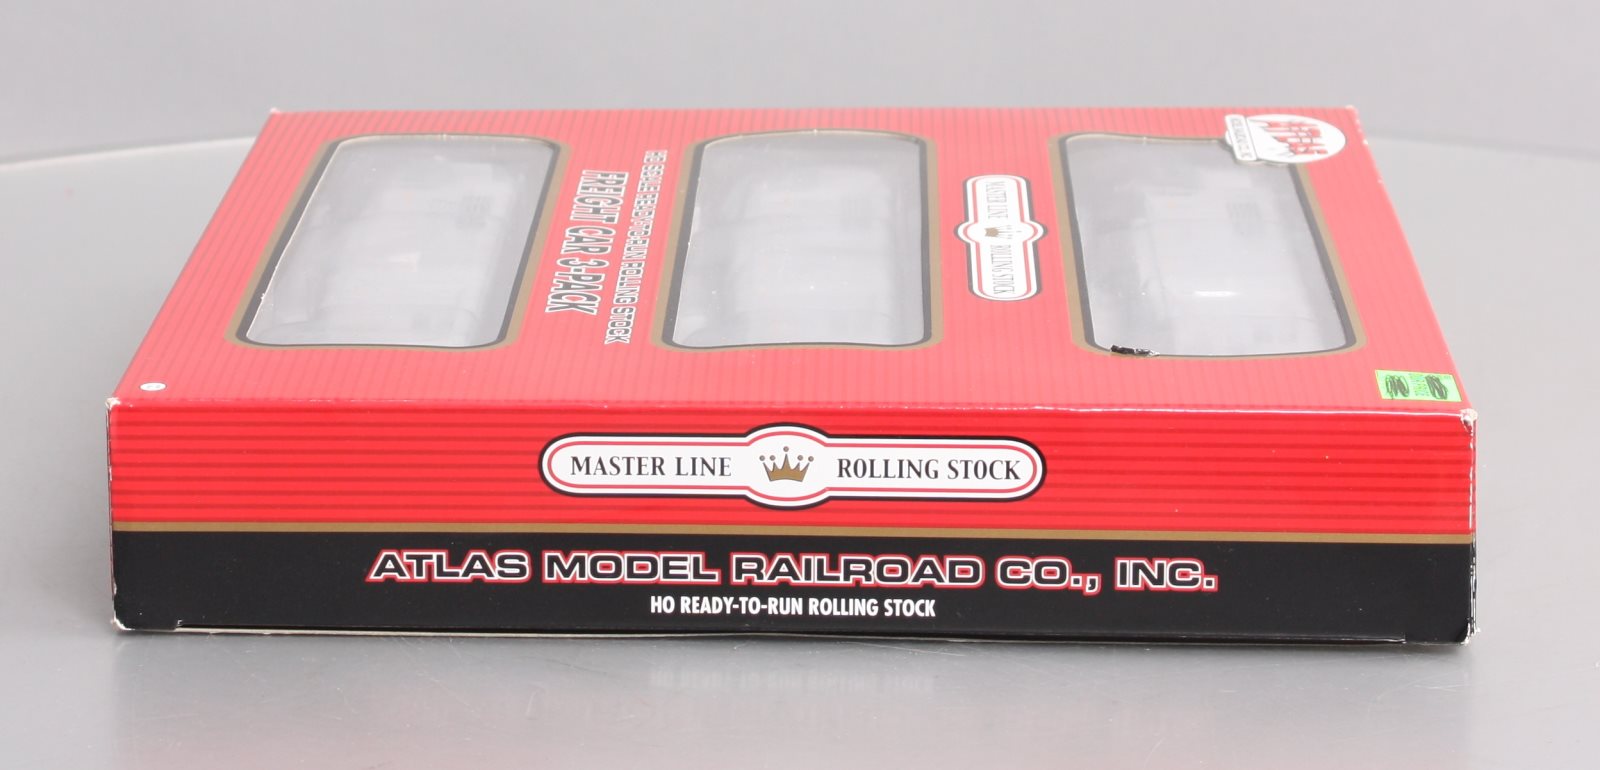 HO SCALE READY-TO-RUN ROLLING STOCK
FREIGHT CAR 3-PACK
MASTER LINE ROLLING STOCK
MASTER LINE ROLLING STOCK
ATLAS MODEL RAILROAD CO., INC.
HO READY-TO-RUN ROLLING STOCK